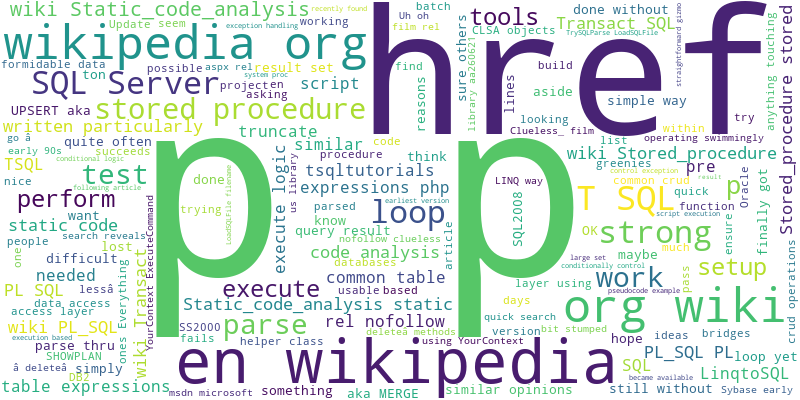 wiki Static_code_analysis
exception handling
recently found
Update seem
working
Uh oh
film rel
batch
CLSA objects
sure others
tools
done without
Transact SQL
TrySQLParse LoadSQLFile
straightforward gizmo
wikipedia org
href
formidable data
ton
possible
aspx rel
result set
find
reasons
library aa260621
build
aside
lines
simple way
anything touching
Stored_procedure stored
SQL Server
system proc
project
en
asking
script
UPSERT aka
stored procedure
looking
try
Clueless_ film
within
written particularly
truncate
similar
code
operating swimmingly
go â
early 90s
quite often
succeeds
TSQL
conditional logic
procedure
think
list
wiki Stored_procedure
nice
test
following article
done
LoadSQLFile filename
trying
execute logic
us library
parsed
tsqltutorials
expressions php
earliest version
LINQ way
greenies
pre
control exception
result
common crud
quick
script execution
function
Oracle
finally got
ensure
p p
perform
want
know
loop
SQL2008
T SQL
p
static code
query result
nofollow clueless
article
OK
much
strong
people
search reveals
lost
code analysis
large set
conditionally control
maybe
one
difficult
needed
databases
common table
layer using
work
pass
setup
crud operations
PL SQL
lessâ
ones Everything
wiki Transact
YourContext ExecuteCommand
execute
usable
based
days
pseudocode example
data access
access layer
Static_code_analysis static
quick search
org wiki
wiki PL_SQL
SS2000
fails
parse
rel nofollow
deleteâ methods
version
bit stumped
hope
ideas
bridges
execution based
parse thru
SHOWPLAN
helper class
using YourContext
PL_SQL PL
loop yet
â deleteâ
simply
DB2
en wikipedia
SQL
became available
LinqtoSQL
table expressions
msdn microsoft
something
aka MERGE
similar opinions
still without
Sybase early